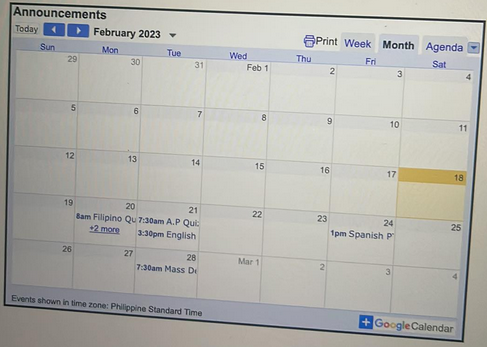 Announcements
Today February 2023 Print Week Month Agenda
Sun Mon Tue Wed Thu Fri Sat
29 30 31 Feb 1 2 3 4
5 6 7 8 9 10 11
12 13 14 15 16 17 18
19 20 21 22 23 24 25
8am Filipino Qu 7:30am A.P Qui 1pm Spanish P
+2 more 3:30pm English
26 27 28 Mar 1 2 3 4
7:30am Mass De
Events shown in time zone: Philippine Standard Time
Google Calendar